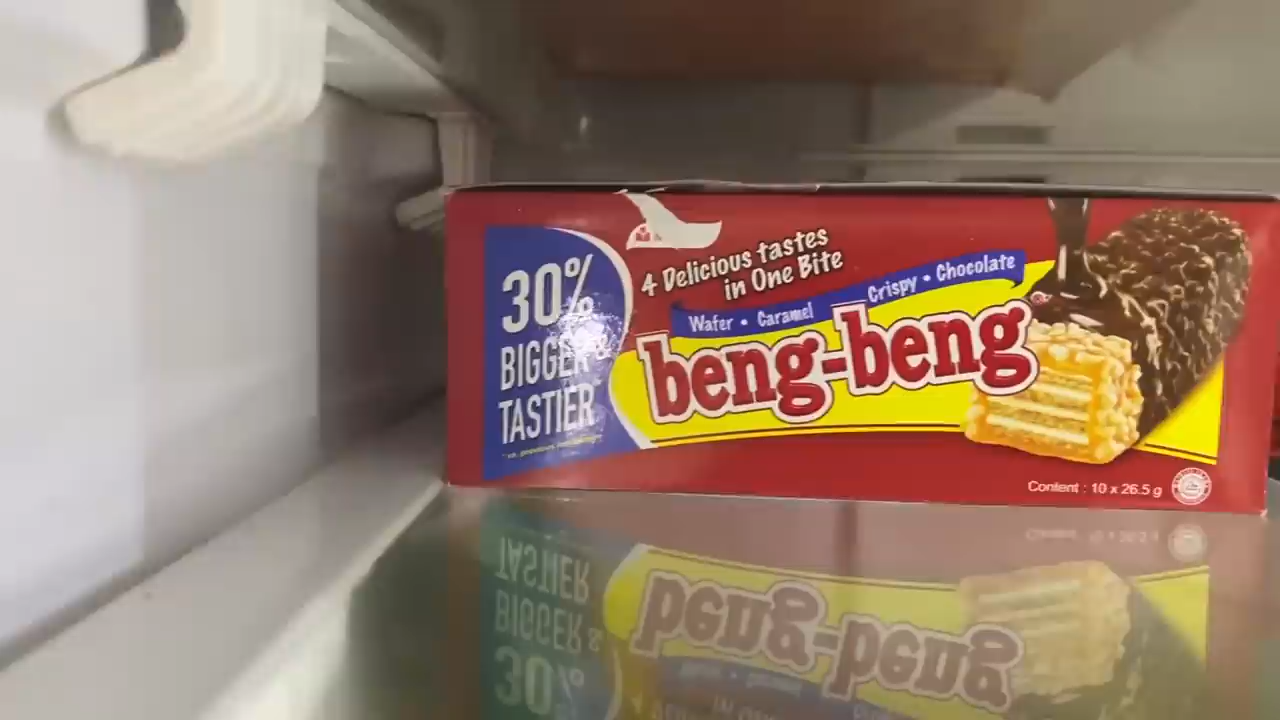 30%
BIGGER &
TASTIER
4 Delicious tastes
in One Bite
Wafer • Caramel
Crispy • Chocolate
beng-beng
Content : 10 x 26.5 g